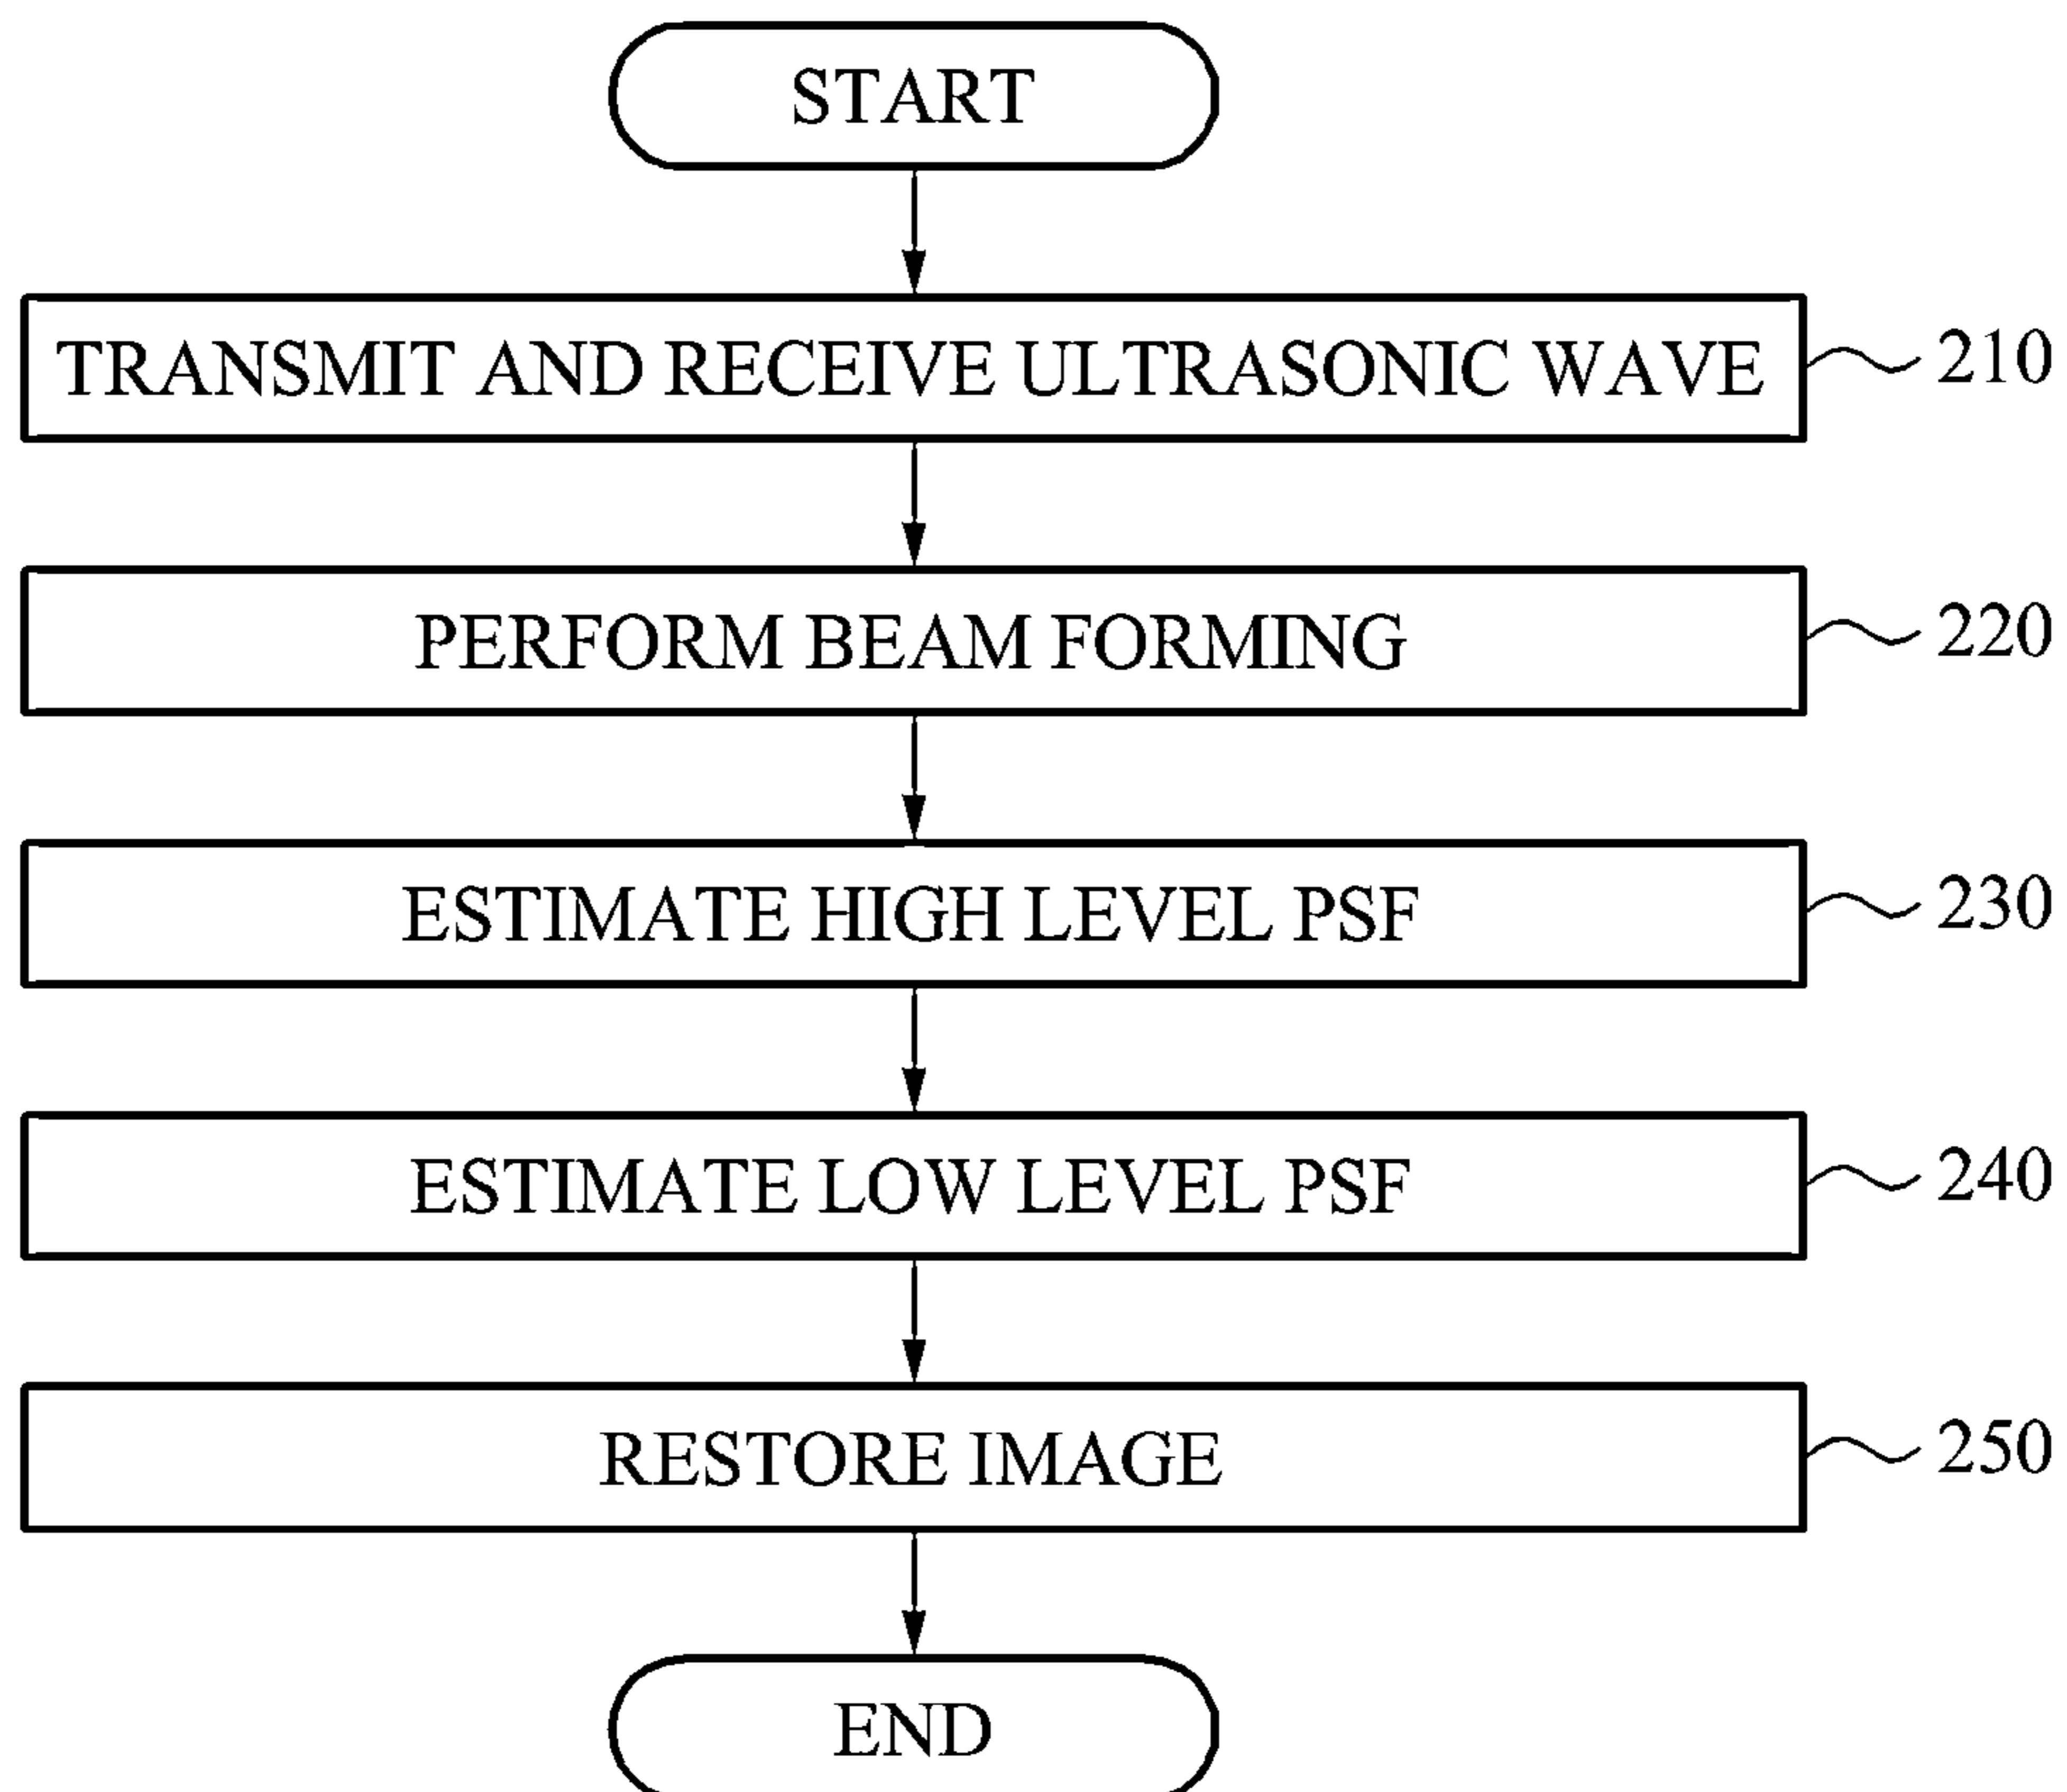 START
TRANSMIT AND RECEIVE ULTRASONIC WAVE
210
PERFORM BEAM FORMING
220
ESTIMATE HIGH LEVEL PSF
230
ESTIMATE LOW LEVEL PSF
240
RESTORE IMAGE
250
END